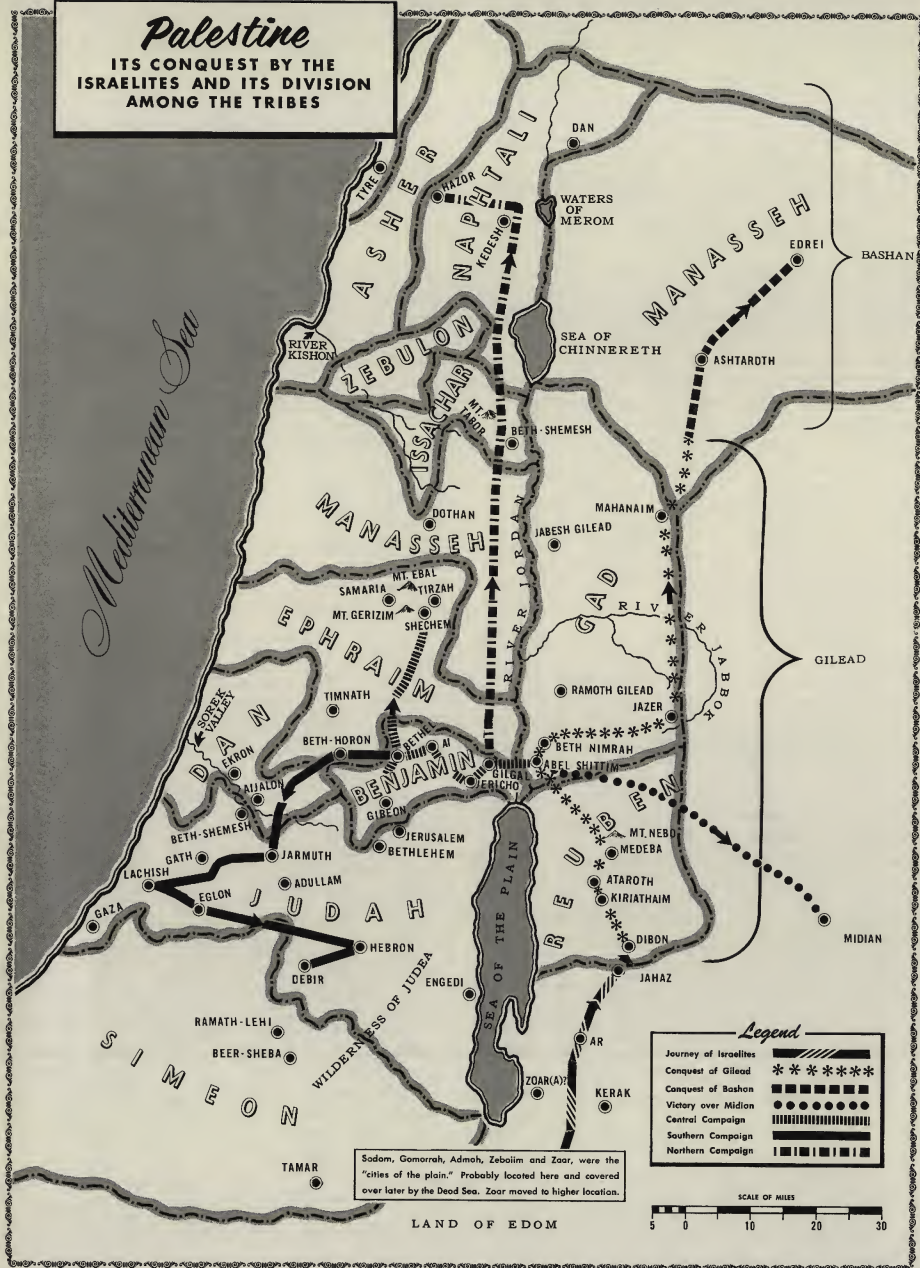 Palestine
ITS CONQUEST BY THE
ISRAELITES AND ITS DIVISION
AMONG THE TRIBES
DAN
TYRE
ASHER
HAZOR
NAPHTALI
KEDESH
WATERS
OF
MEROM
MANASSEH
EDREI
BASHAN
Mediterranean Sea
RIVER
KISHON
ZEBULON
SEA OF
CHINNERETH
ASHTARDTH
ISSACHAR
MT.
TABOR
BETH-SHEMESH
MANASSEH
DOTHAN
MAHANAIM
JABESH GILEAD
RIVER JORDAN
GAD
RIVER JABBOK
GILEAD
MT. EBAL
SAMARIA
TIRZAH
MT. GERIZIM
SHECHEM
EPHRAIM
TIMNATH
RAMOTH GILEAD
JAZER
SOREK
VALLEY
DAN
BETH-HORON
BETHEL
AI
BETH NIMRAH
EKRON
BENJAMIN
GILGAL
ABEL SHITTIM
JERICHO
AIJALON
GIBEON
REUBEN
BETH-SHEMESH
JERUSALEM
MT. NEBO
GATH
JARMUTH
BETHLEHEM
MEDEBA
LACHISH
ADULLAM
ATAROTH
EGLON
JUDAH
KIRJATHAIM
GAZA
SEA OF THE PLAIN
MIDIAN
HEBRON
DIBON
DEBIR
JAHAZ
WILDERNESS OF JUDEA
ENGEDI
RAMATH-LEHI
BEER-SHEBA
AR
SIMEON
ZOAR(A)?
KERAK
TAMAR
Legend
Journey of Israelites
Conquest of Gilead
Conquest of Bashan
Victory over Midian
Central Campaign
Southern Campaign
Northern Campaign
Sodom, Gomorrah, Admah, Zeboiim and Zoar, were the
"cities of the plain." Probably located here and covered
over later by the Dead Sea. Zoar moved to higher location.
LAND OF EDOM
SCALE OF MILES
5 0 10 20 30